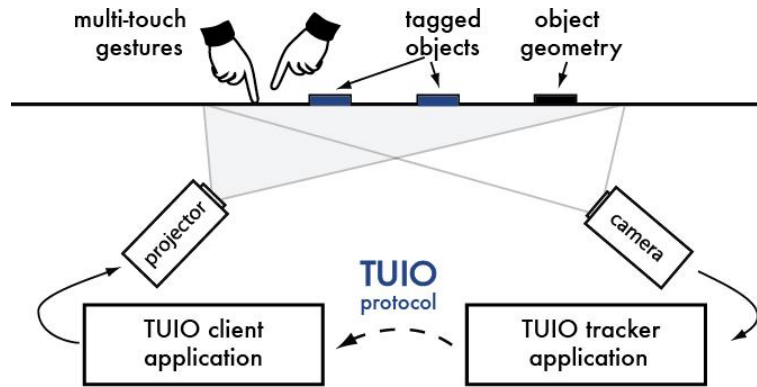 multi-touch
gestures
tagged
objects
object
geometry
projector
camera
TUIO
protocol
TUIO client
application
TUIO tracker
application